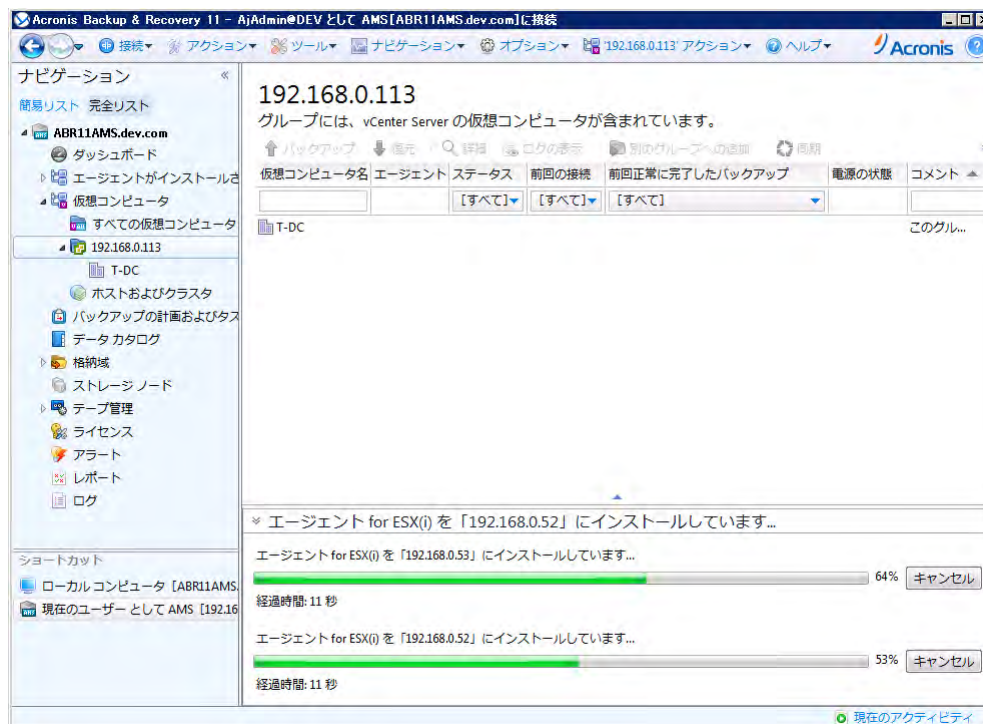 Acronis Backup & Recovery 11 - AjAdmin@DEV として AMS[ABR11AMS.dev.com]に接続
接続 アクション ツール ナビゲーション オプション '192.168.0.113' アクション ヘルプ Acronis
ナビゲーション
簡易リスト 完全リスト
ABR11AMS.dev.com
ダッシュボード
エージェントがインストールさ
仮想コンピュータ
すべての仮想コンピュータ
192.168.0.113
T-DC
ホストおよびクラスタ
バックアップの計画およびタス
データ カタログ
格納域
ストレージ ノード
テープ管理
ライセンス
アラート
レポート
ログ
ショートカット
ローカル コンピュータ [ABR11AMS.
現在のユーザー として AMS [192.16
192.168.0.113
グループには、vCenter Server の仮想コンピュータが含まれています。
バックアップ 復元 詳細 ログの表示 別のグループへの追加 同期
仮想コンピュータ名 エージェント ステータス 前回の接続 前回正常に完了したバックアップ 電源の状態 コメント
[すべて] [すべて] [すべて]
T-DC このグル...
エージェント for ESX(i) を「192.168.0.52」にインストールしています...
エージェント for ESX(i) を「192.168.0.53」にインストールしています...
64% キャンセル
経過時間: 11 秒
エージェント for ESX(i) を「192.168.0.52」にインストールしています...
53% キャンセル
経過時間: 11 秒
現在のアクティビティ